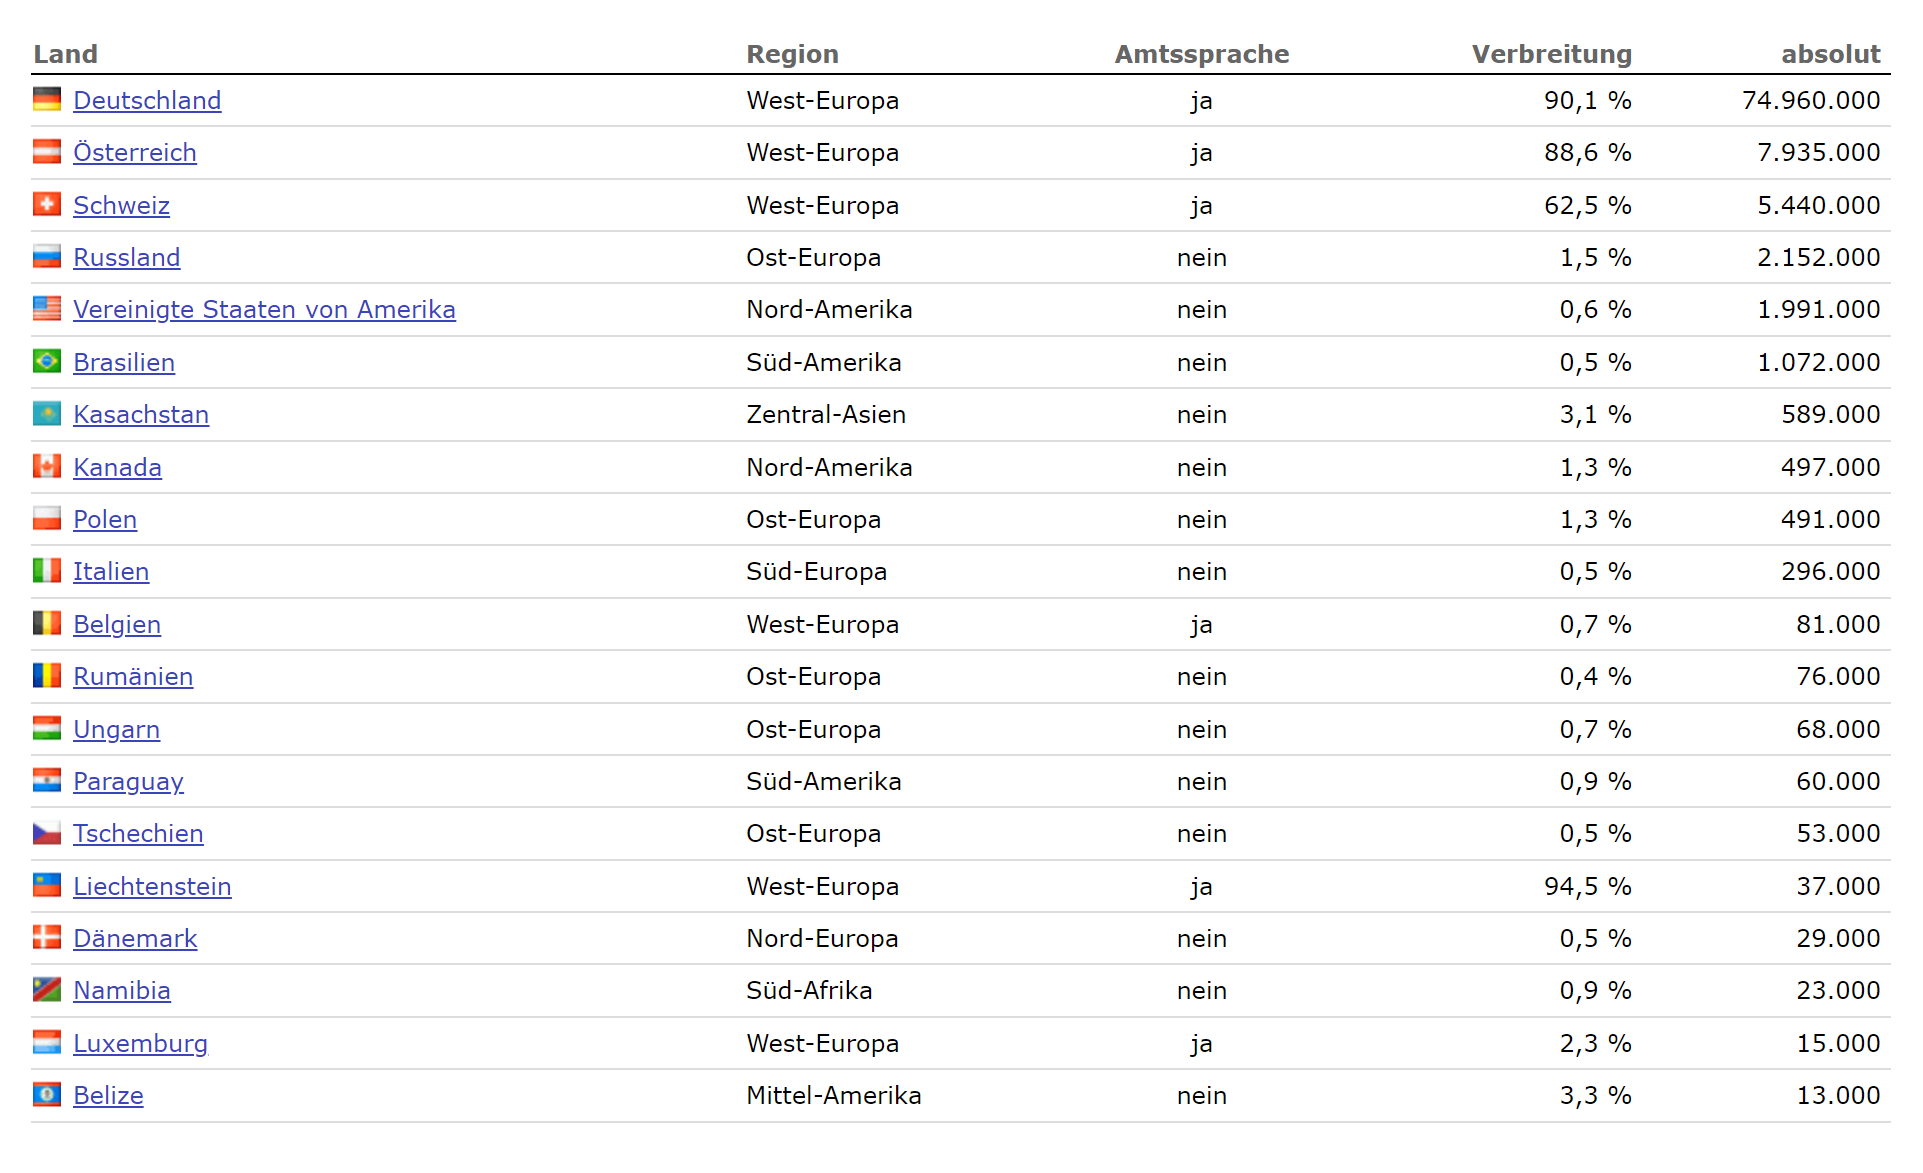 Land Region Amtssprache Verbreitung absolut
Deutschland West-Europa ja 90,1 % 74.960.000
Österreich West-Europa ja 88,6 % 7.935.000
Schweiz West-Europa ja 62,5 % 5.440.000
Russland Ost-Europa nein 1,5 % 2.152.000
Vereinigte Staaten von Amerika Nord-Amerika nein 0,6 % 1.991.000
Brasilien Süd-Amerika nein 0,5 % 1.072.000
Kasachstan Zentral-Asien nein 3,1 % 589.000
Kanada Nord-Amerika nein 1,3 % 497.000
Polen Ost-Europa nein 1,3 % 491.000
Italien Süd-Europa nein 0,5 % 296.000
Belgien West-Europa ja 0,7 % 81.000
Rumänien Ost-Europa nein 0,4 % 76.000
Ungarn Ost-Europa nein 0,7 % 68.000
Paraguay Süd-Amerika nein 0,9 % 60.000
Tschechien Ost-Europa nein 0,5 % 53.000
Liechtenstein West-Europa ja 94,5 % 37.000
Dänemark Nord-Europa nein 0,5 % 29.000
Namibia Süd-Afrika nein 0,9 % 23.000
Luxemburg West-Europa ja 2,3 % 15.000
Belize Mittel-Amerika nein 3,3 % 13.000